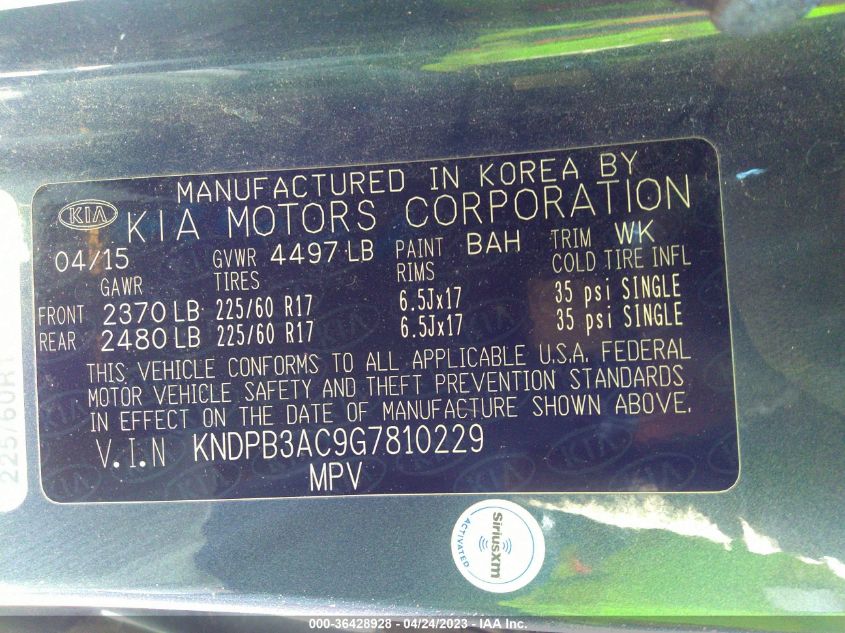 MANUFACTURED IN KOREA BY
KIA KIA MOTORS CORPORATION
04/15 GVWR 4497 LB PAINT BAH TRIM WK
GAWR TIRES RIMS COLD TIRE INFL
FRONT 2370 LB 225/60 R17 6.5Jx17 35 psi SINGLE
REAR 2480 LB 225/60 R17 6.5Jx17 35 psi SINGLE
THIS VEHICLE CONFORMS TO ALL APPLICABLE U.S.A. FEDERAL
MOTOR VEHICLE SAFETY AND THEFT PREVENTION STANDARDS
IN EFFECT ON THE DATE OF MANUFACTURE SHOWN ABOVE.
V.I.N KNDPB3AC9G7810229
MPV
225/60R1
SiriusXm
ACTIVATED
000-36428928 - 04/24/2023 - IAA Inc.